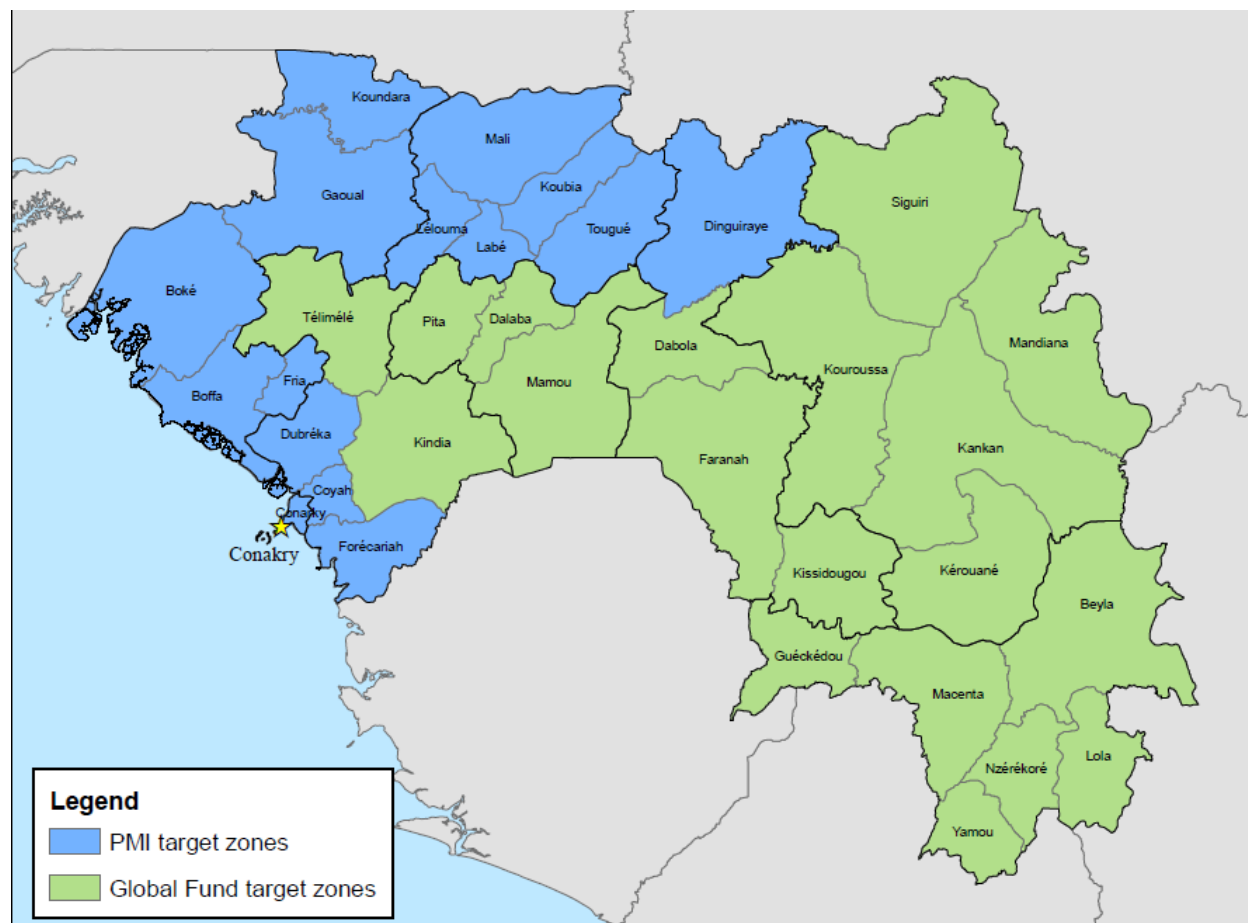 Koundara
Mali
Koubia
Gaoual
Siguiri
Lélouma
Tougué
Dinguiraye
Labé
Boké
Télimélé
Pita
Dalaba
Mandiana
Dabola
Kouroussa
Fria
Mamou
Boffa
Dubréka
Kindia
Kankan
Faranah
Coyah
Conakry
Conakry
Forécariah
Kissidougou
Kérouané
Beyla
Guéckédou
Macenta
Lola
Nzérékoré
Yamou
Legend
PMI target zones
Global Fund target zones